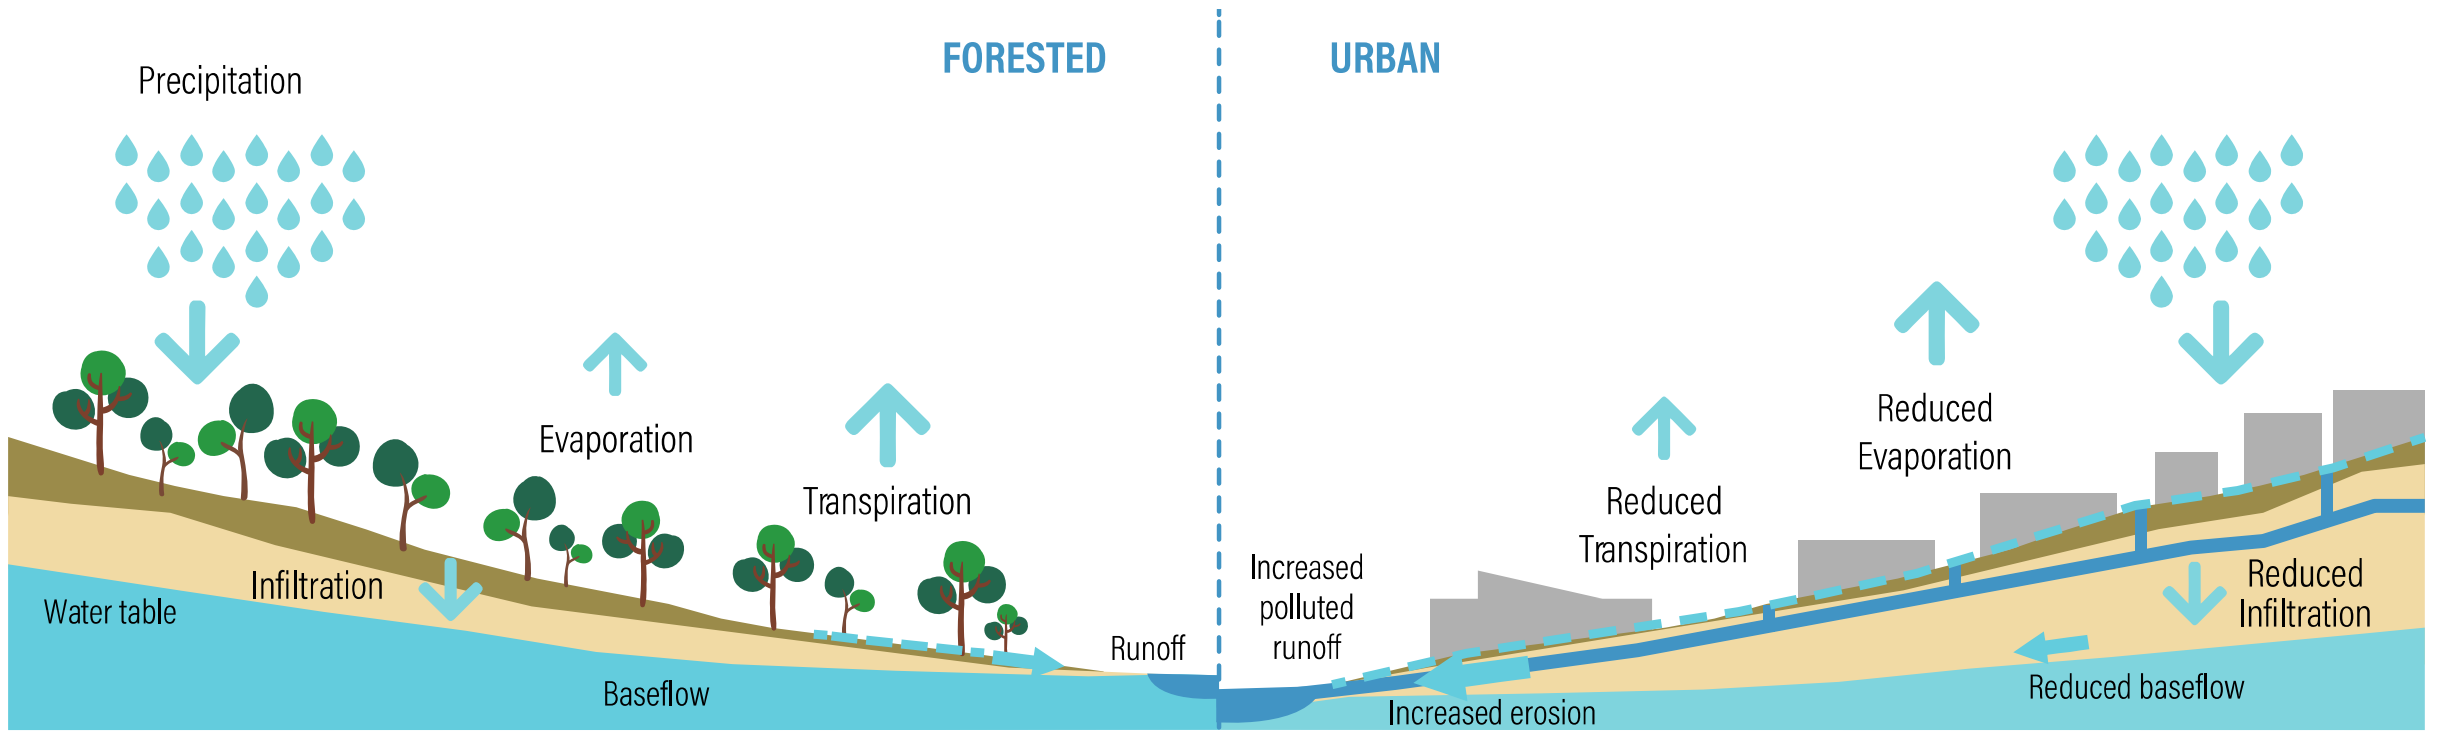 FORESTED
Precipitation
Evaporation
Transpiration
Infiltration
Water table
Runoff
Baseflow
URBAN
Reduced
Evaporation
Reduced
Transpiration
Increased
polluted
runoff
Reduced
Infiltration
Reduced baseflow
Increased erosion